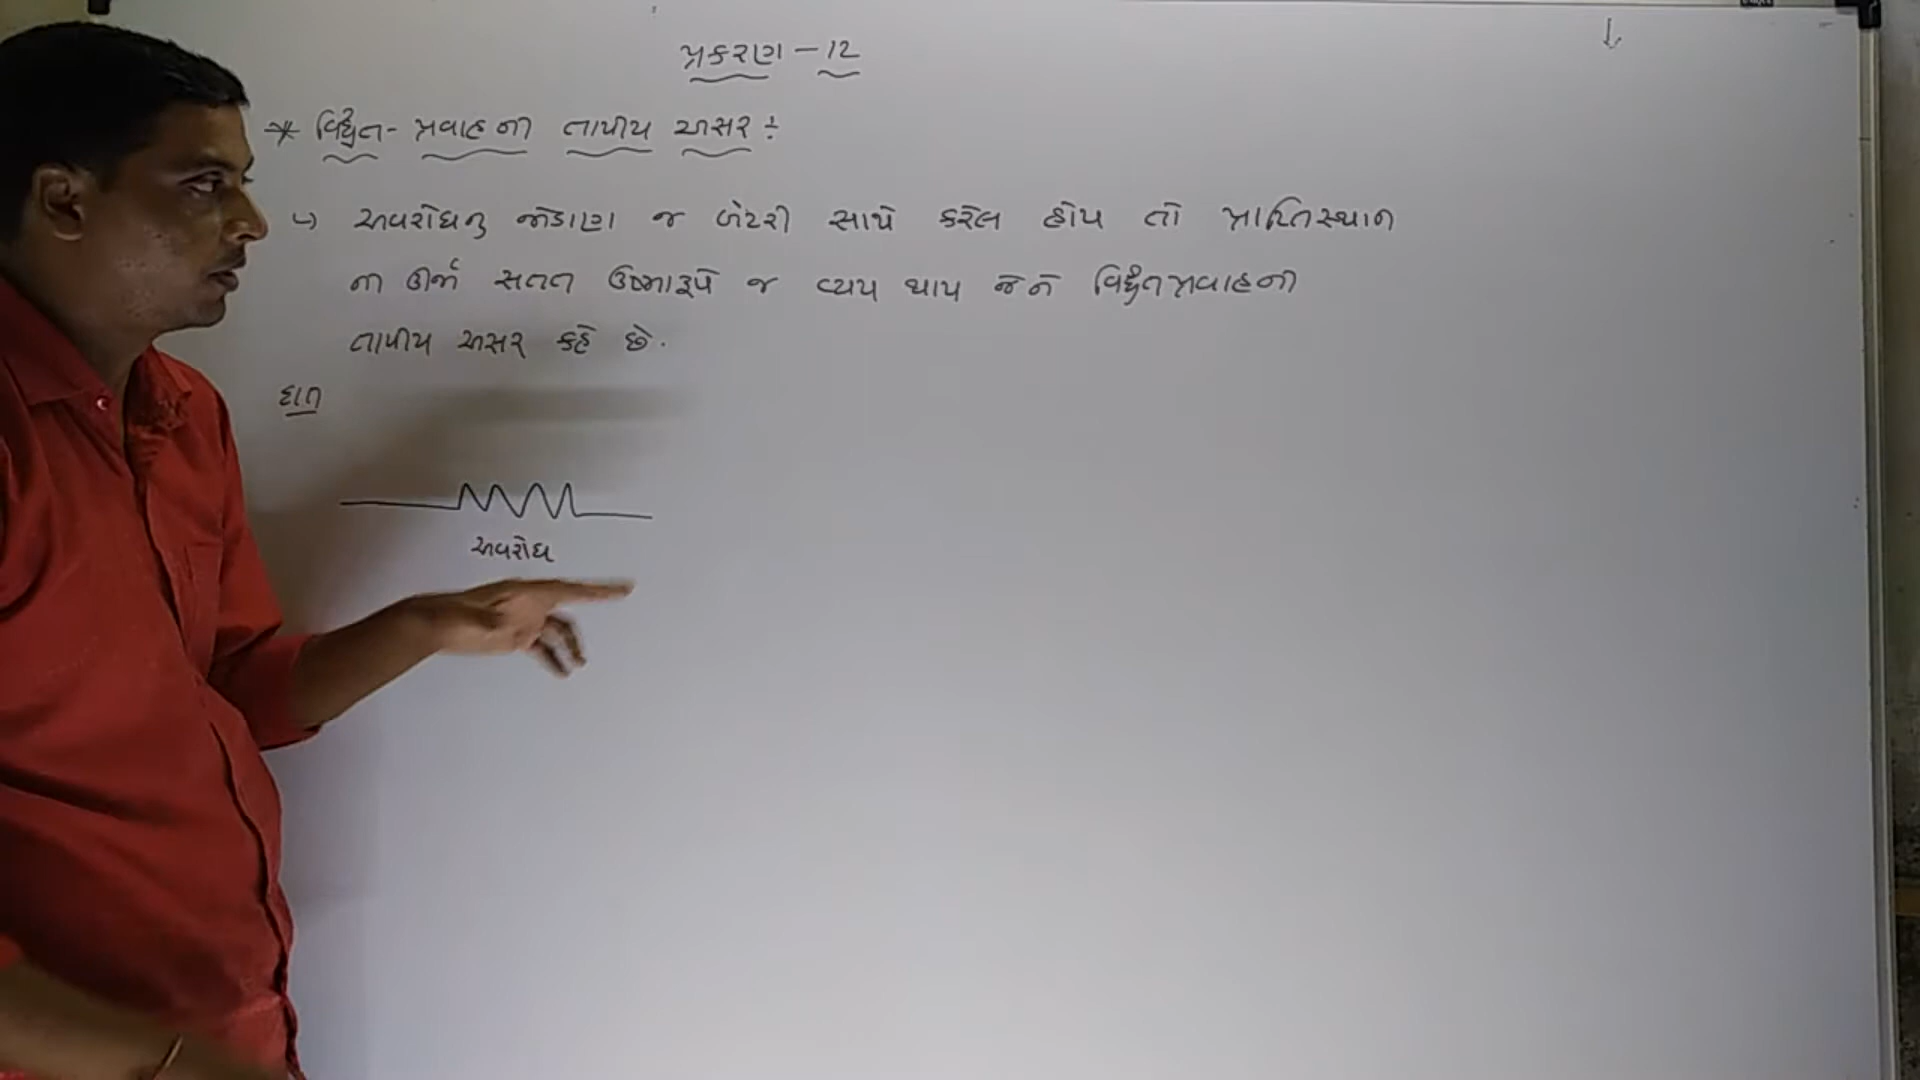 પ્રકરણ - 12
* વિદ્યુત - પ્રવાહની તાપીય અસર :
↳ અવરોધનુ જોડાણ જ બેટરી સાથે કરેલ હોય તો પ્રાપ્તિસ્થાન
ની ઊર્જા સતત ઉષ્મારૂપે જ વ્યય થાય જેને વિદ્યુતપ્રવાહની
તાપીય અસર કહે છે.
ધાત
અવરોધ